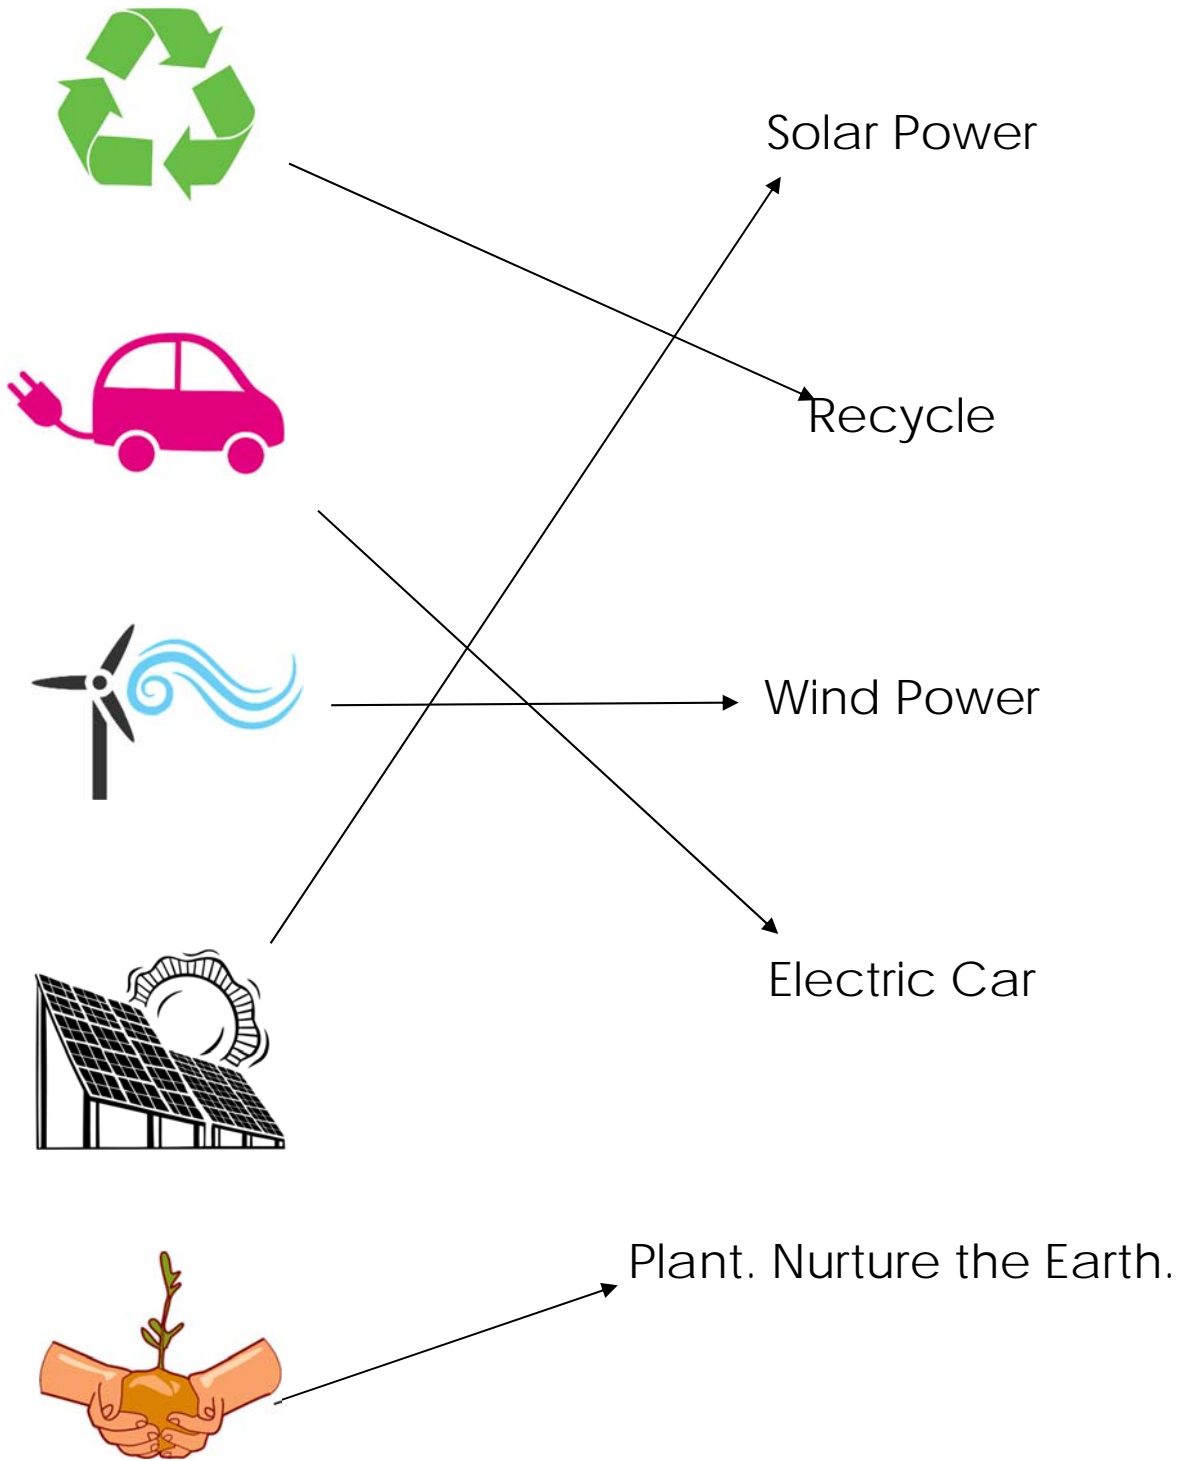 Solar Power
Recycle
Wind Power
Electric Car
Plant. Nurture the Earth.